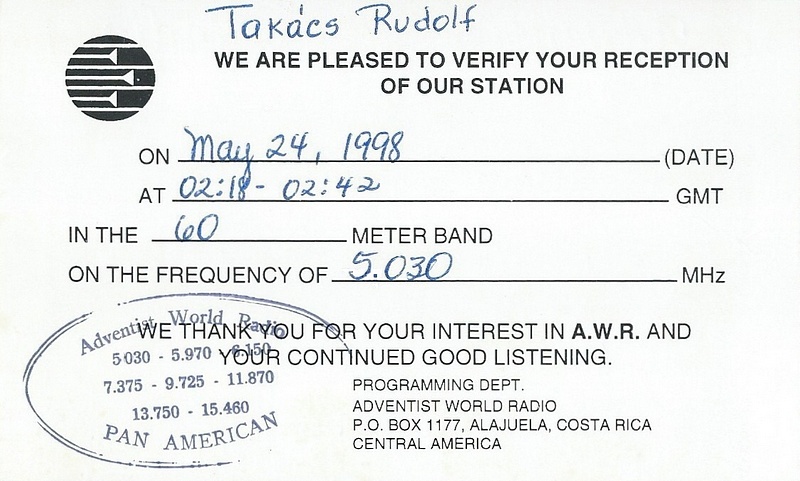 Takács Rudolf
WE ARE PLEASED TO VERIFY YOUR RECEPTION
OF OUR STATION
ON May 24, 1998 (DATE)
AT 02:18 - 02:42 GMT
IN THE 60 METER BAND
ON THE FREQUENCY OF 5.030 MHz
WE THANK YOU FOR YOUR INTEREST IN A.W.R. AND
YOUR CONTINUED GOOD LISTENING.
Adventist World Radio
5030 - 5.970 - 6.150
7.375 - 9.725 - 11.870
13.750 - 15.460
PAN AMERICAN
PROGRAMMING DEPT.
ADVENTIST WORLD RADIO
P.O. BOX 1177, ALAJUELA, COSTA RICA
CENTRAL AMERICA